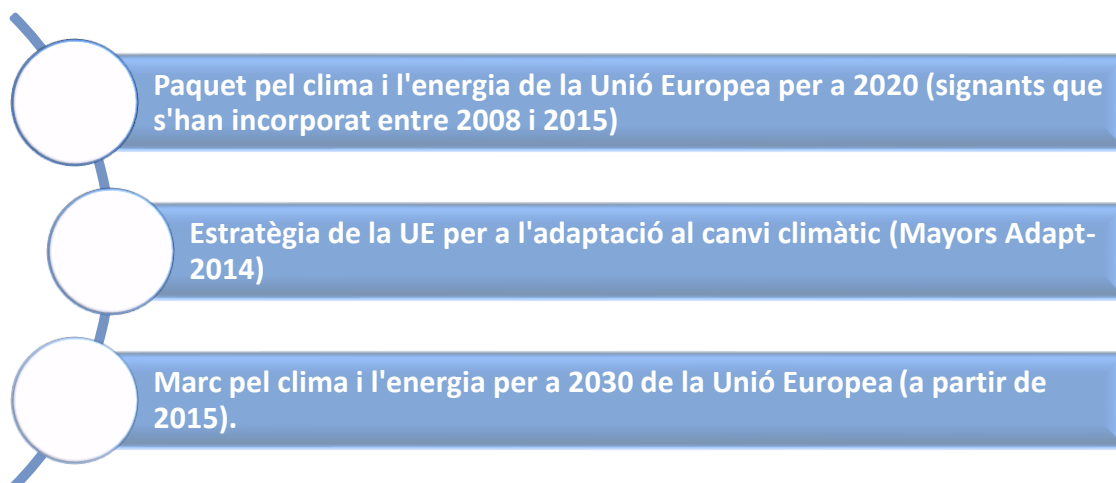 Paquet pel clima i l'energia de la Unió Europea per a 2020 (signants que
s'han incorporat entre 2008 i 2015)
Estratègia de la UE per a l'adaptació al canvi climàtic (Mayors Adapt-
2014)
Marc pel clima i l'energia per a 2030 de la Unió Europea (a partir de
2015).